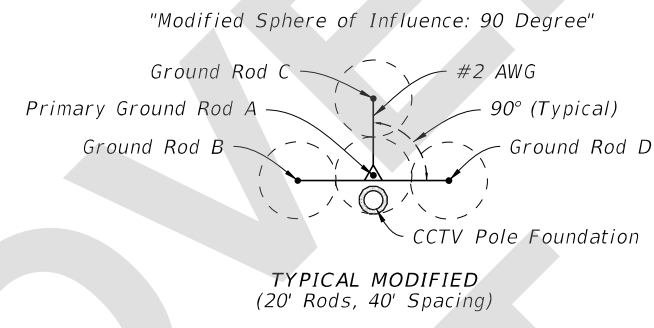 "Modified Sphere of Influence: 90 Degree"
Ground Rod C
#2 AWG
Primary Ground Rod A
90° (Typical)
Ground Rod B
Ground Rod D
CCTV Pole Foundation
TYPICAL MODIFIED
(20' Rods, 40' Spacing)